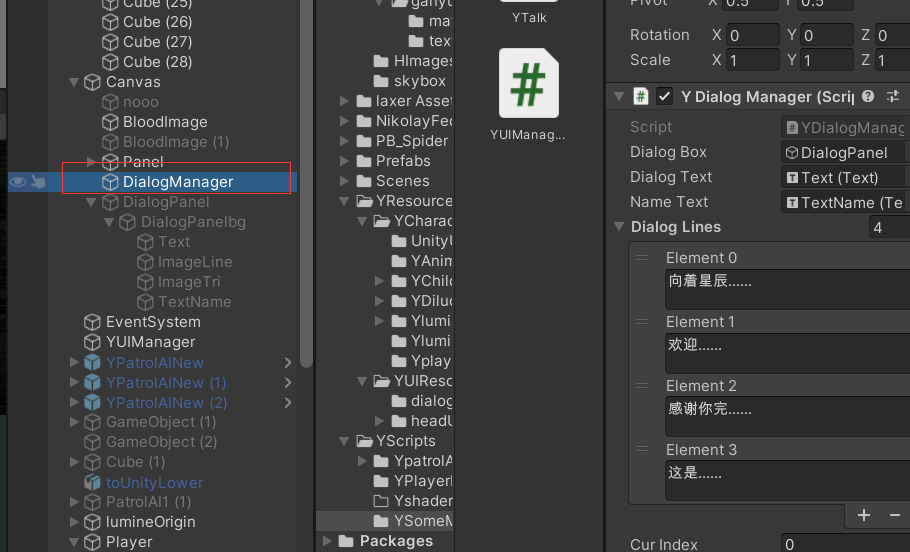 Cube (25)
Cube (26)
Cube (27)
Cube (28)
Canvas
nooo
BloodImage
BloodImage (1)
Panel
DialogManager
DialogPanel
DialogPanelbg
Text
ImageLine
ImageTri
TextName
EventSystem
YUIManager
YPatrolAINew
YPatrolAINew (1)
YPatrolAINew (2)
GameObject (1)
GameObject (2)
Cube (1)
toUnityLower
PatrolAI1 (1)
lumineOrigin
Player
ganyu
ma
tex
HImages
skybox
laxer Asset
NikolayFed
PB_Spider
Prefabs
Scenes
YResource
YCharac
UnityU
YAnim
YChild
YDiluc
Ylumi
Ylumi
Yplay
YUIReso
dialog
headU
YScripts
YpatrolA
YPlayer
Yshader
YSomeM
Packages
YTalk
YUIManag...
Pivot X 0.5 Y 0.5
Rotation X 0 Y 0 Z 0
Scale X 1 Y 1 Z 1
Y Dialog Manager (Scrip
Script YDialogManag
Dialog Box DialogPanel
Dialog Text Text (Text)
Name Text TextName (Te
Dialog Lines 4
Element 0
向着星辰......
Element 1
欢迎......
Element 2
感谢你完......
Element 3
这是......
Cur Index 0